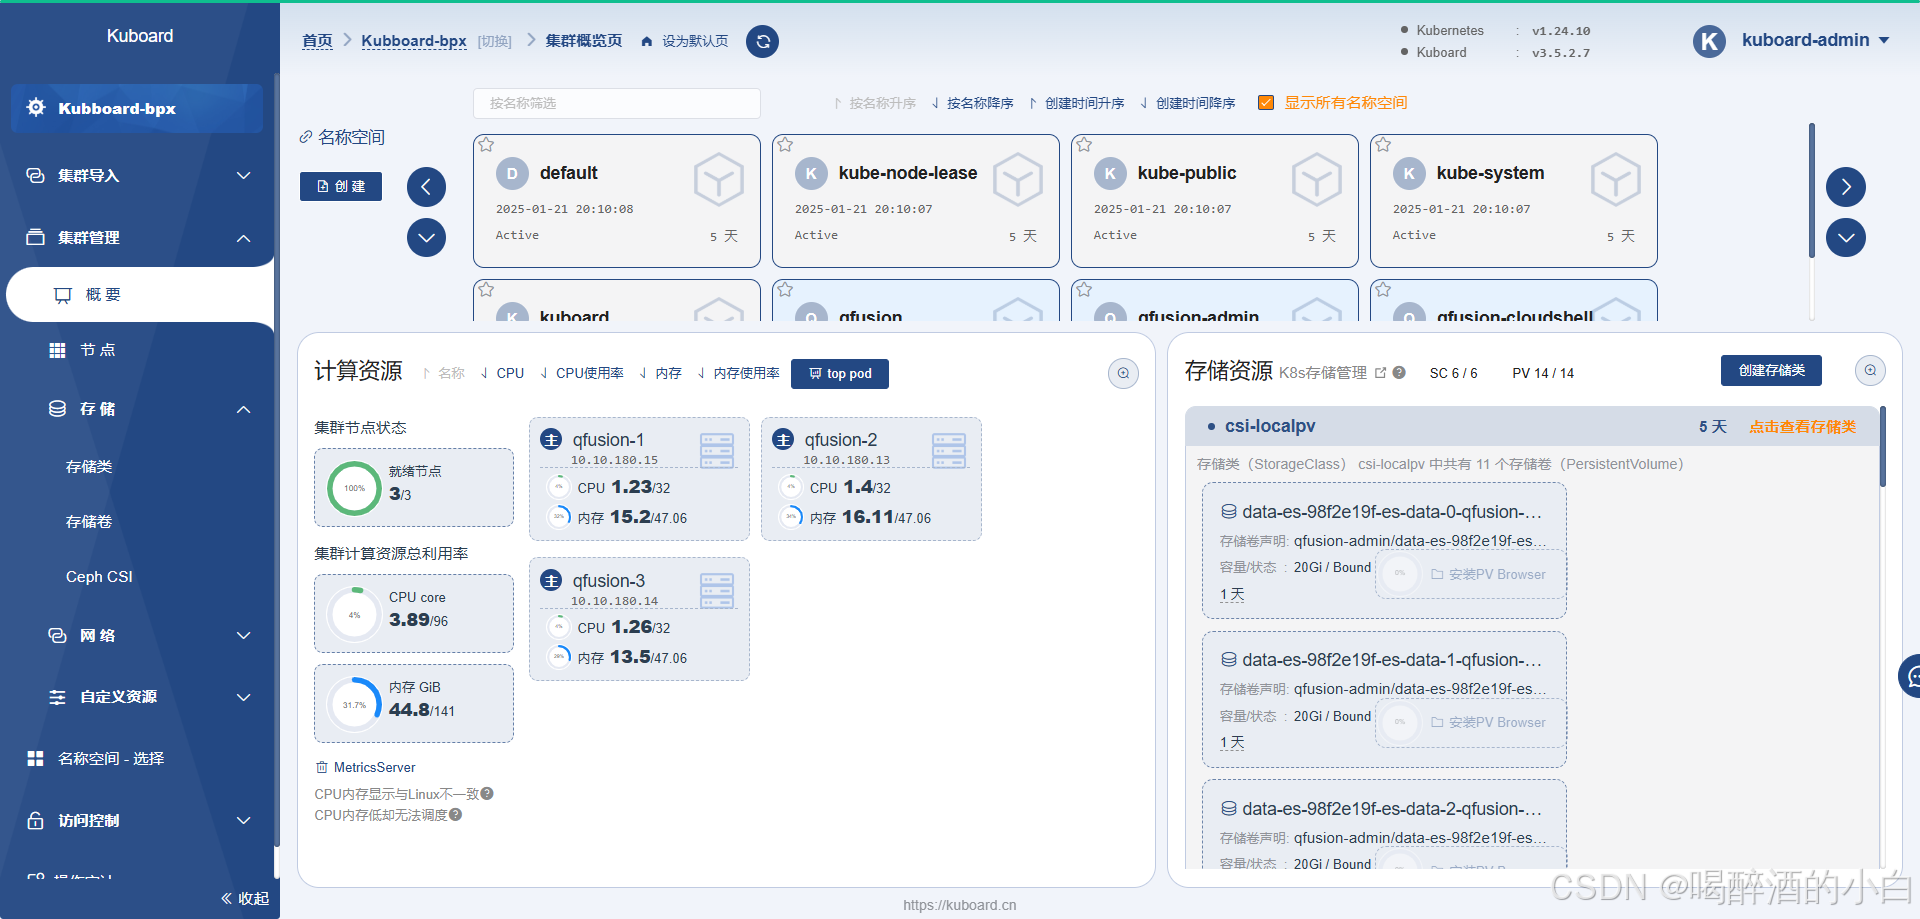 Kuboard
Kubboard-bpx
集群导入
集群管理
概 要
节 点
存 储
存储类
存储卷
Ceph CSI
网 络
自定义资源
名称空间 - 选择
访问控制
收起
首页
Kubboard-bpx [切换]
集群概览页
设为默认页
Kubernetes : v1.24.10
Kuboard : v3.5.2.7
K kuboard-admin
名称空间
创 建
按名称筛选
按名称升序 按名称降序 创建时间升序 创建时间降序 显示所有名称空间
D default
2025-01-21 20:10:08
Active 5 天
K kube-node-lease
2025-01-21 20:10:07
Active 5 天
K kube-public
2025-01-21 20:10:07
Active 5 天
K kube-system
2025-01-21 20:10:07
Active 5 天
K kuboard
Q qfusion
Q qfusion-admin
Q qfusion-cloudshell
计算资源 名称 CPU CPU使用率 内存 内存使用率 top pod
集群节点状态
100% 就绪节点
3/3
集群计算资源总利用率
4% CPU core
3.89/96
31.7% 内存 GiB
44.8/141
MetricsServer
CPU内存显示与Linux不一致
CPU内存低却无法调度
主 qfusion-1
10.10.180.15
4% CPU 1.23/32
32% 内存 15.2/47.06
主 qfusion-2
10.10.180.13
4% CPU 1.4/32
34% 内存 16.11/47.06
主 qfusion-3
10.10.180.14
4% CPU 1.26/32
28% 内存 13.5/47.06
存储资源 K8s存储管理 SC 6 / 6 PV 14 / 14 创建存储类
csi-localpv 5 天 点击查看存储类
存储类（StorageClass） csi-localpv 中共有 11 个存储卷（PersistentVolume）
data-es-98f2e19f-es-data-0-qfusion-...
存储卷声明: qfusion-admin/data-es-98f2e19f-es...
容量/状态 : 20Gi / Bound 0% 安装PV Browser
1 天
data-es-98f2e19f-es-data-1-qfusion-...
存储卷声明: qfusion-admin/data-es-98f2e19f-es...
容量/状态 : 20Gi / Bound 0% 安装PV Browser
1 天
data-es-98f2e19f-es-data-2-qfusion-...
存储卷声明: qfusion-admin/data-es-98f2e19f-es...
容量/状态 : 20Gi / Bound
https://kuboard.cn
CSDN @喝醉酒的小白